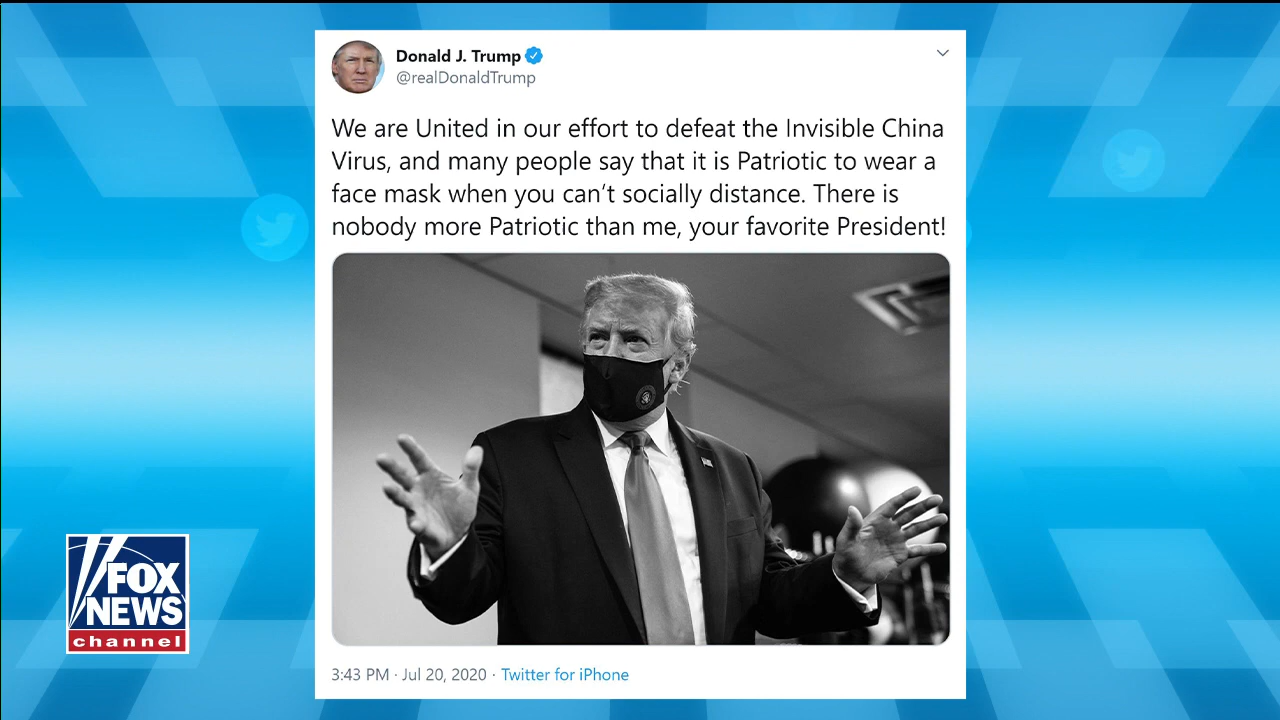 Donald J. Trump
@realDonaldTrump
We are United in our effort to defeat the Invisible China
Virus, and many people say that it is Patriotic to wear a
face mask when you can’t socially distance. There is
nobody more Patriotic than me, your favorite President!
3:43 PM · Jul 20, 2020 · Twitter for iPhone
FOX
NEWS
channel